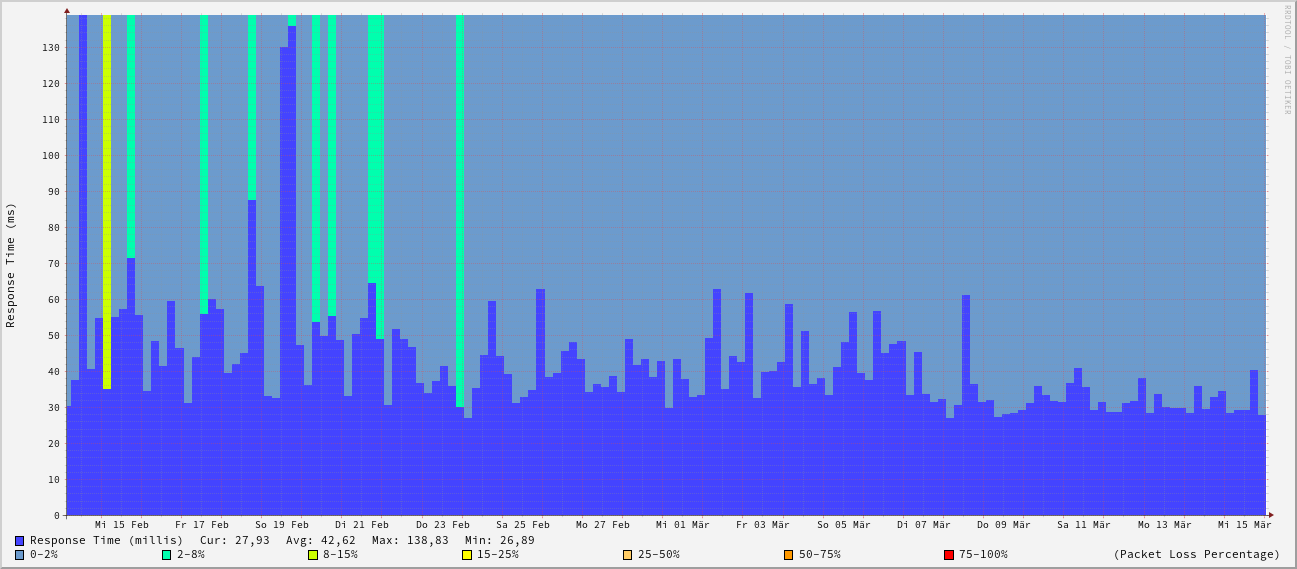 RRDTOOL / TOBI OETIKER
Response Time (ms)
130
120
110
100
90
80
70
60
50
40
30
20
10
0
Mi 15 Feb Fr 17 Feb So 19 Feb Di 21 Feb Do 23 Feb Sa 25 Feb Mo 27 Feb Mi 01 Mär Fr 03 Mär So 05 Mär Di 07 Mär Do 09 Mär Sa 11 Mär Mo 13 Mär Mi 15 Mär
Response Time (millis) Cur: 27,93 Avg: 42,62 Max: 138,83 Min: 26,89
0-2% 2-8% 8-15% 15-25% 25-50% 50-75% 75-100% (Packet Loss Percentage)